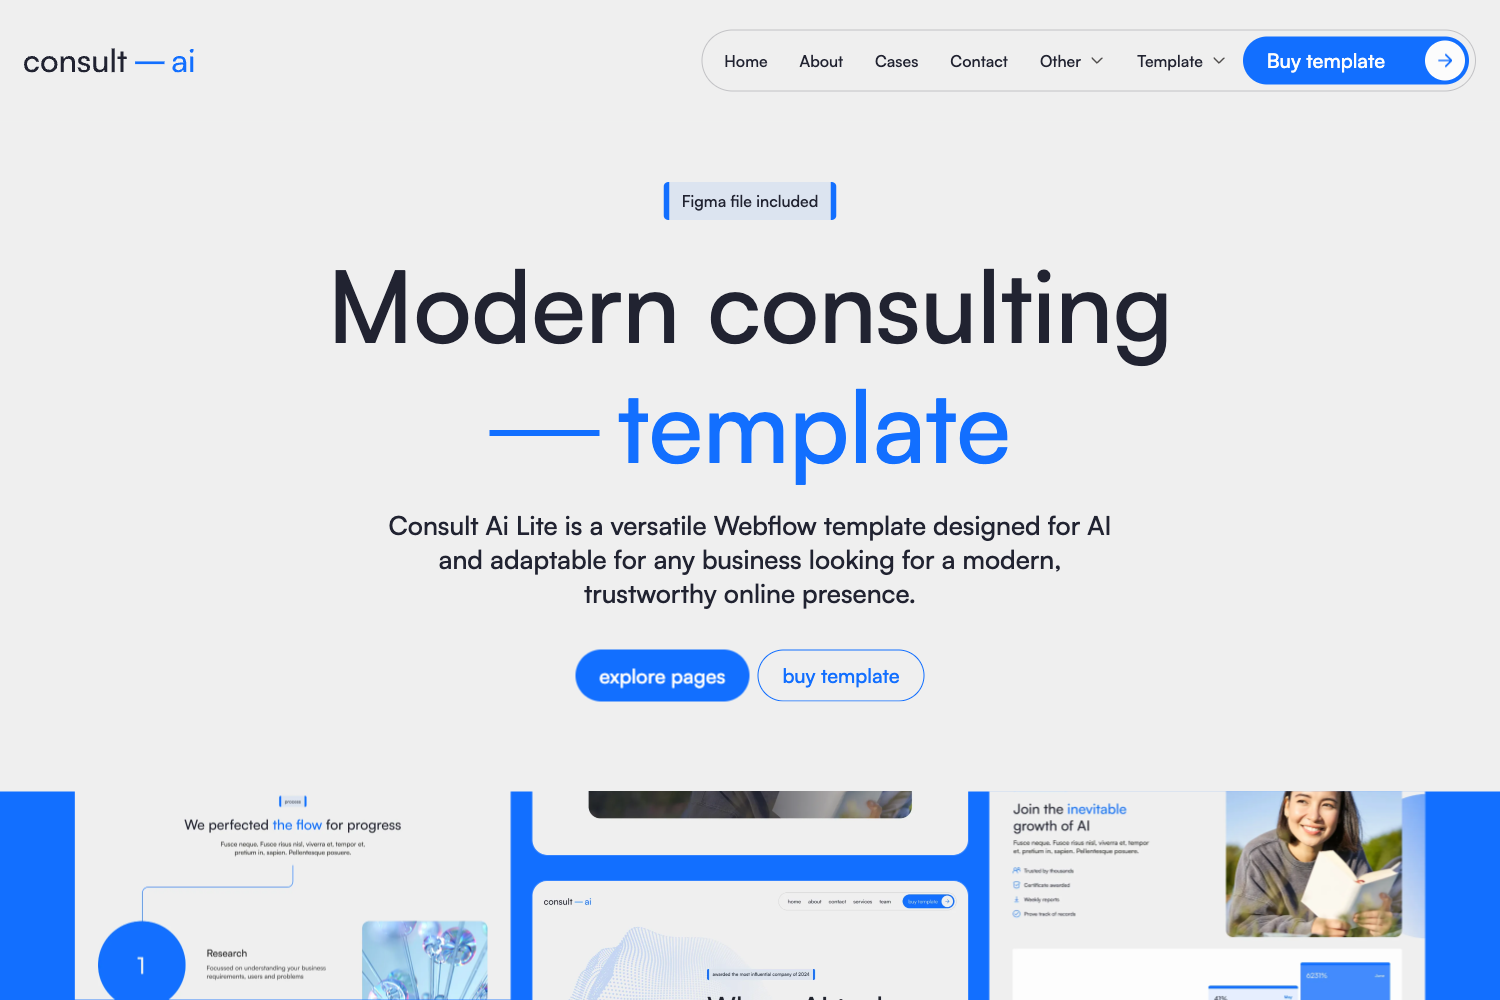 consult — ai
Home About Cases Contact Other Template Buy template
Figma file included
Modern consulting
— template
Consult Ai Lite is a versatile Webflow template designed for AI
and adaptable for any business looking for a modern,
trustworthy online presence.
explore pages buy template
process
We perfected the flow for progress
Fusce neque. Fusce risus nisl, viverra et, tempor et,
pretium in, sapien. Pellentesque posuere.
1
Research
Focussed on understanding your business
requirements, users and problems
consult — ai
home about contact services team buy template
awarded the most influential company of 2024
Join the inevitable
growth of AI
Fusce neque. Fusce risus nisl, viverra et, tempor
et, pretium in, sapien. Pellentesque posuere.
Trusted by thousands
Certificate awarded
Weekly reports
Prove track of records
6237%
47%